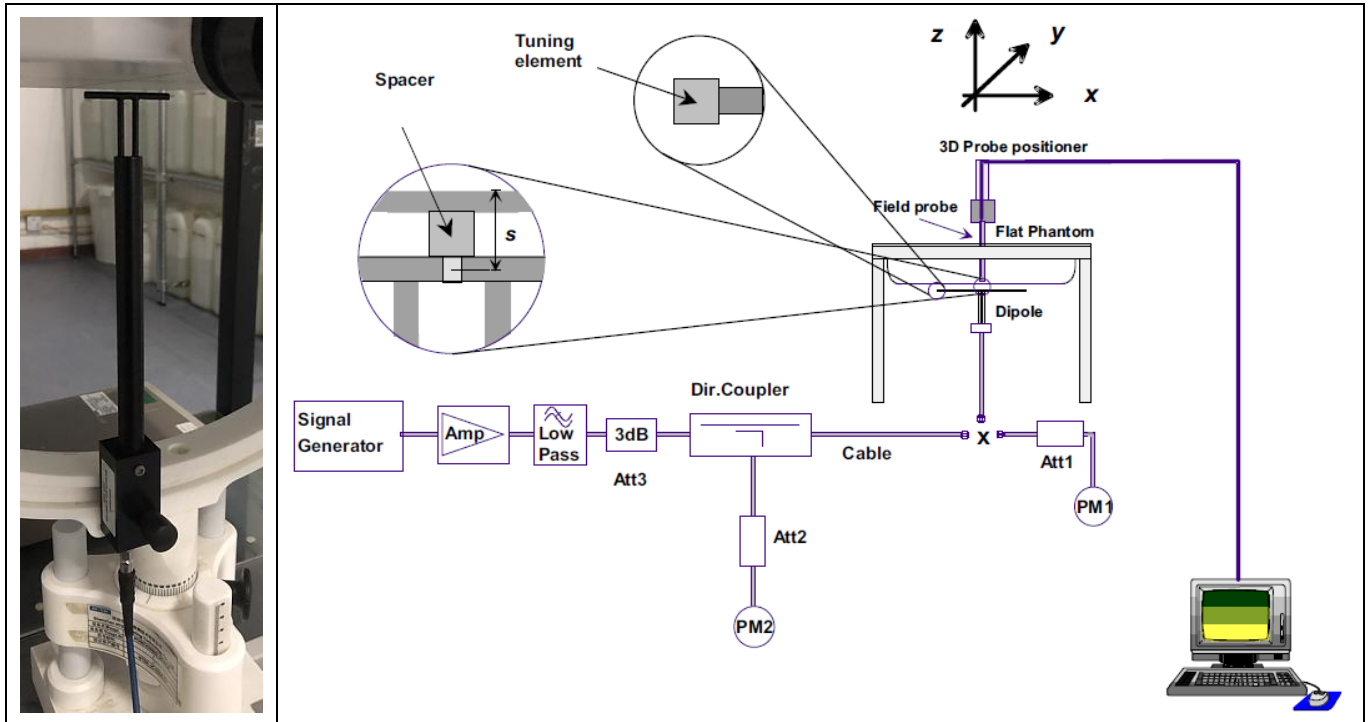 Tuning
element
Spacer
s
z
y
x
3D Probe positioner
Field probe
Flat Phantom
Dipole
Dir.Coupler
Signal
Generator
Amp
Low
Pass
3dB
Att3
Cable
X
Att1
PM1
Att2
PM2